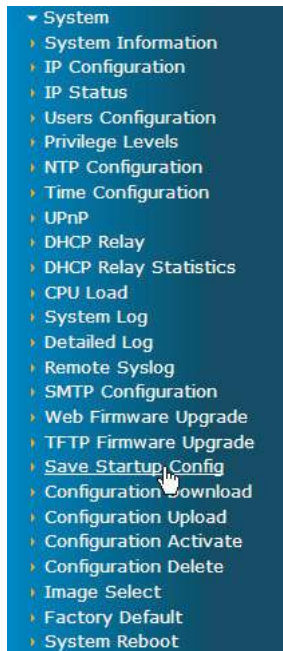 System
System Information
IP Configuration
IP Status
Users Configuration
Privilege Levels
NTP Configuration
Time Configuration
UPnP
DHCP Relay
DHCP Relay Statistics
CPU Load
System Log
Detailed Log
Remote Syslog
SMTP Configuration
Web Firmware Upgrade
TFTP Firmware Upgrade
Save Startup Config
Configuration Download
Configuration Upload
Configuration Activate
Configuration Delete
Image Select
Factory Default
System Reboot